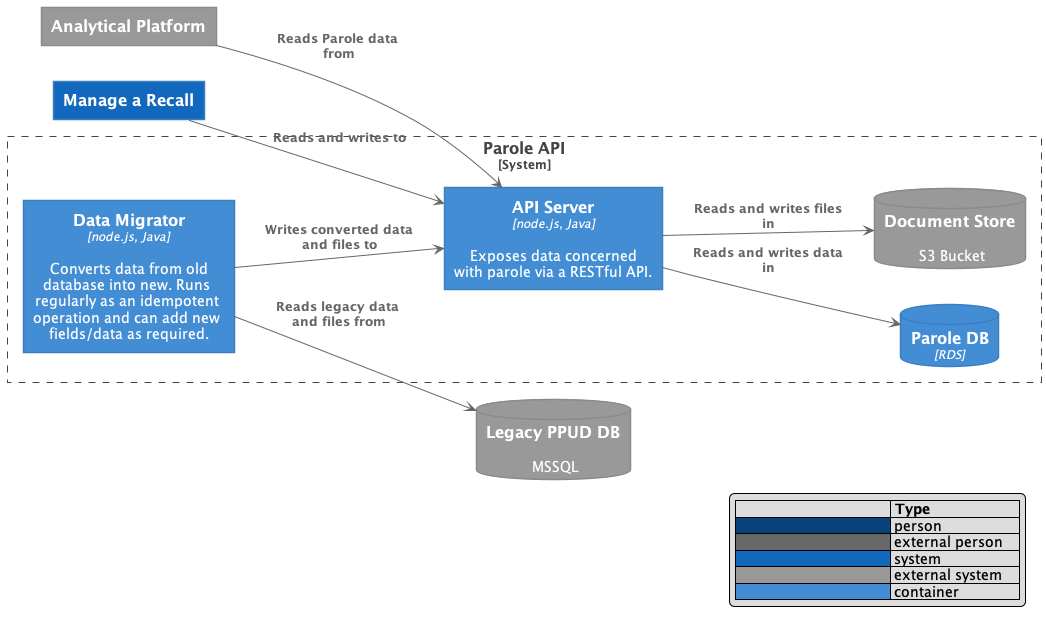 Analytical Platform
Reads Parole data
from
Manage a Recall
Reads and writes to
Parole API
[System]
Data Migrator
[node.js, Java]
Converts data from old
database into new. Runs
regularly as an idempotent
operation and can add new
fields/data as required.
Writes converted data
and files to
API Server
[node.js, Java]
Exposes data concerned
with parole via a RESTful API.
Reads and writes files
in
Document Store
S3 Bucket
Reads and writes data
in
Parole DB
[RDS]
Reads legacy data
and files from
Legacy PPUD DB
MSSQL
Type
person
external person
system
external system
container